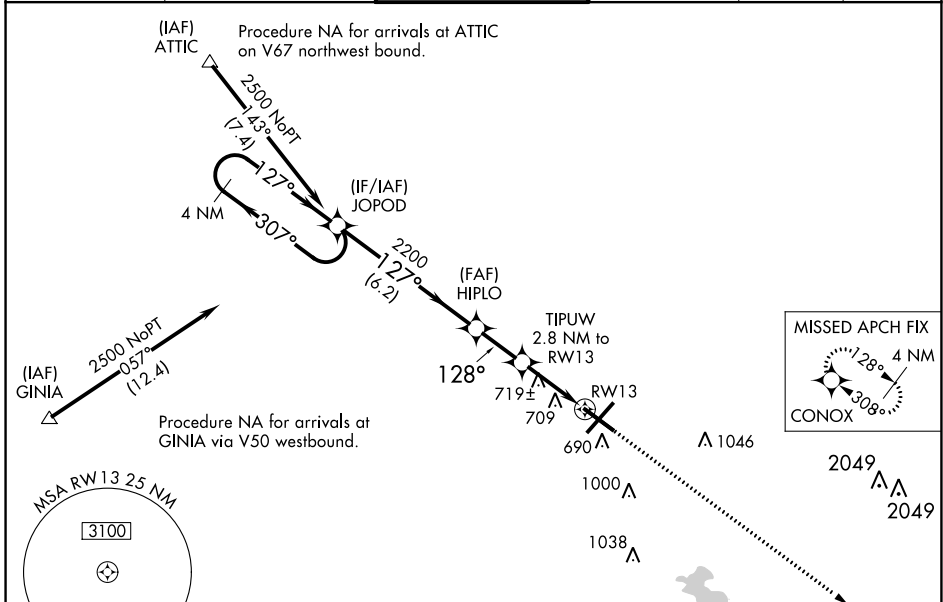 (IAF)
ATTIC
Procedure NA for arrivals at ATTIC
on V67 northwest bound.
2500 NoPT
143°
(7.4)
127°
4 NM
307°
(IF/IAF)
JOPOD
2200
127°
(6.2)
(FAF)
HIPLO
TIPUW
2.8 NM to
RW13
128°
719±
709
RW13
690
1046
1000
1038
2049
2049
MISSED APCH FIX
128°
4 NM
308°
CONOX
2500 NoPT
057°
(12.4)
(IAF)
GINIA
Procedure NA for arrivals at
GINIA via V50 westbound.
MSA RW13 25 NM
3100